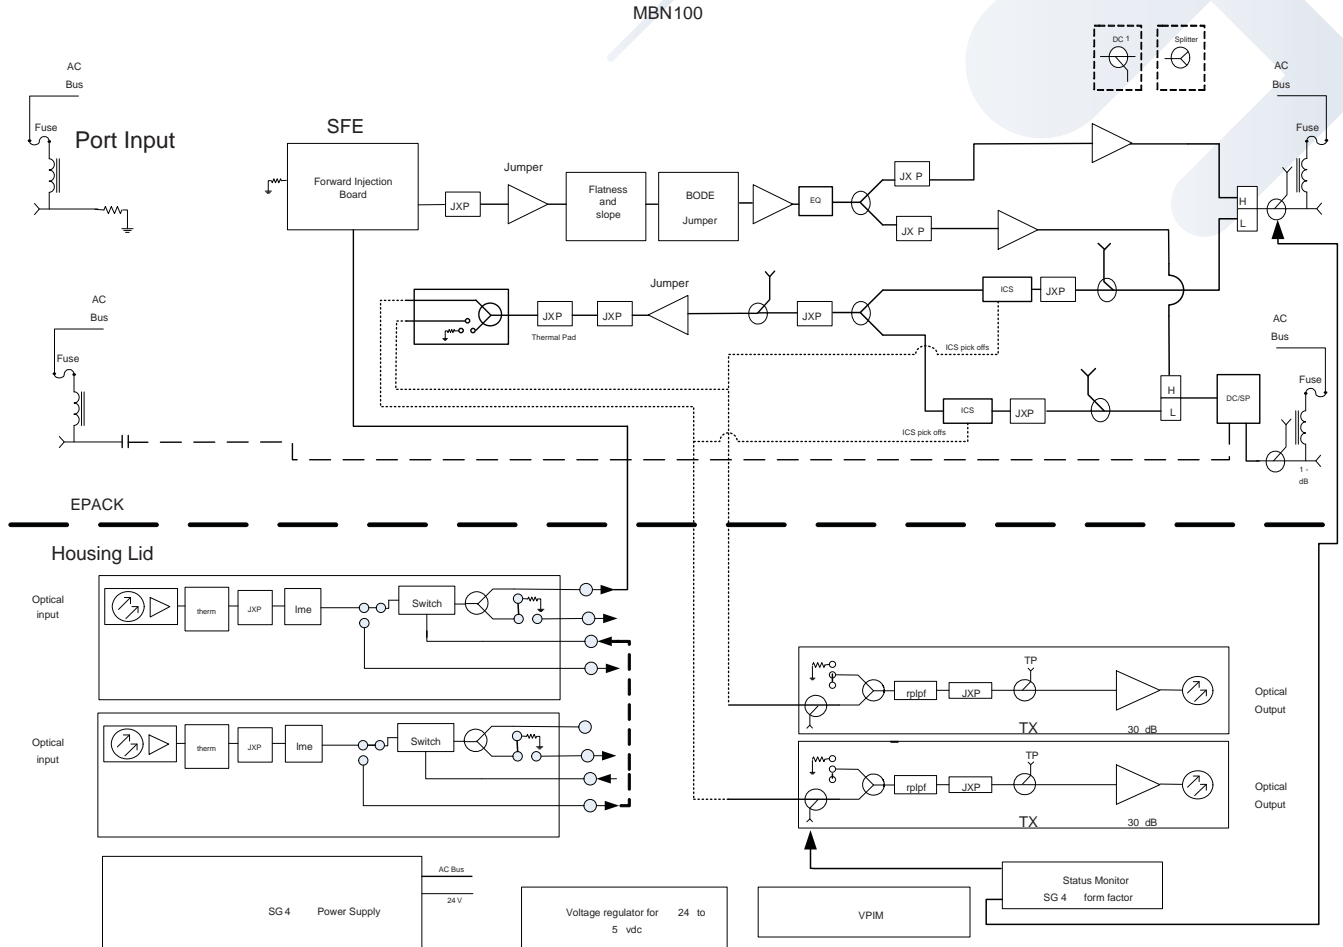 MBN100
DC 1
Splitter
AC
Bus
Fuse
Port Input
AC
Bus
Fuse
SFE
Forward Injection
Board
JXP
Jumper
Flatness
and
slope
BODE
Jumper
EQ
JX P
JX P
H
L
Thermal Pad
JXP
JXP
Jumper
JXP
ICS
JXP
ICS pick offs
AC
Bus
Fuse
AC
Bus
Fuse
ICS
JXP
ICS pick offs
H
L
DC/SP
1 -
dB
EPACK
Housing Lid
Optical
input
therm
JXP
lme
Switch
Optical
input
therm
JXP
lme
Switch
TP
rplpf
JXP
TX
30 dB
Optical
Output
TP
rplpf
JXP
TX
30 dB
Optical
Output
SG 4 Power Supply
AC Bus
24 V
Voltage regulator for 24 to
5 vdc
VPIM
Status Monitor
SG 4 form factor